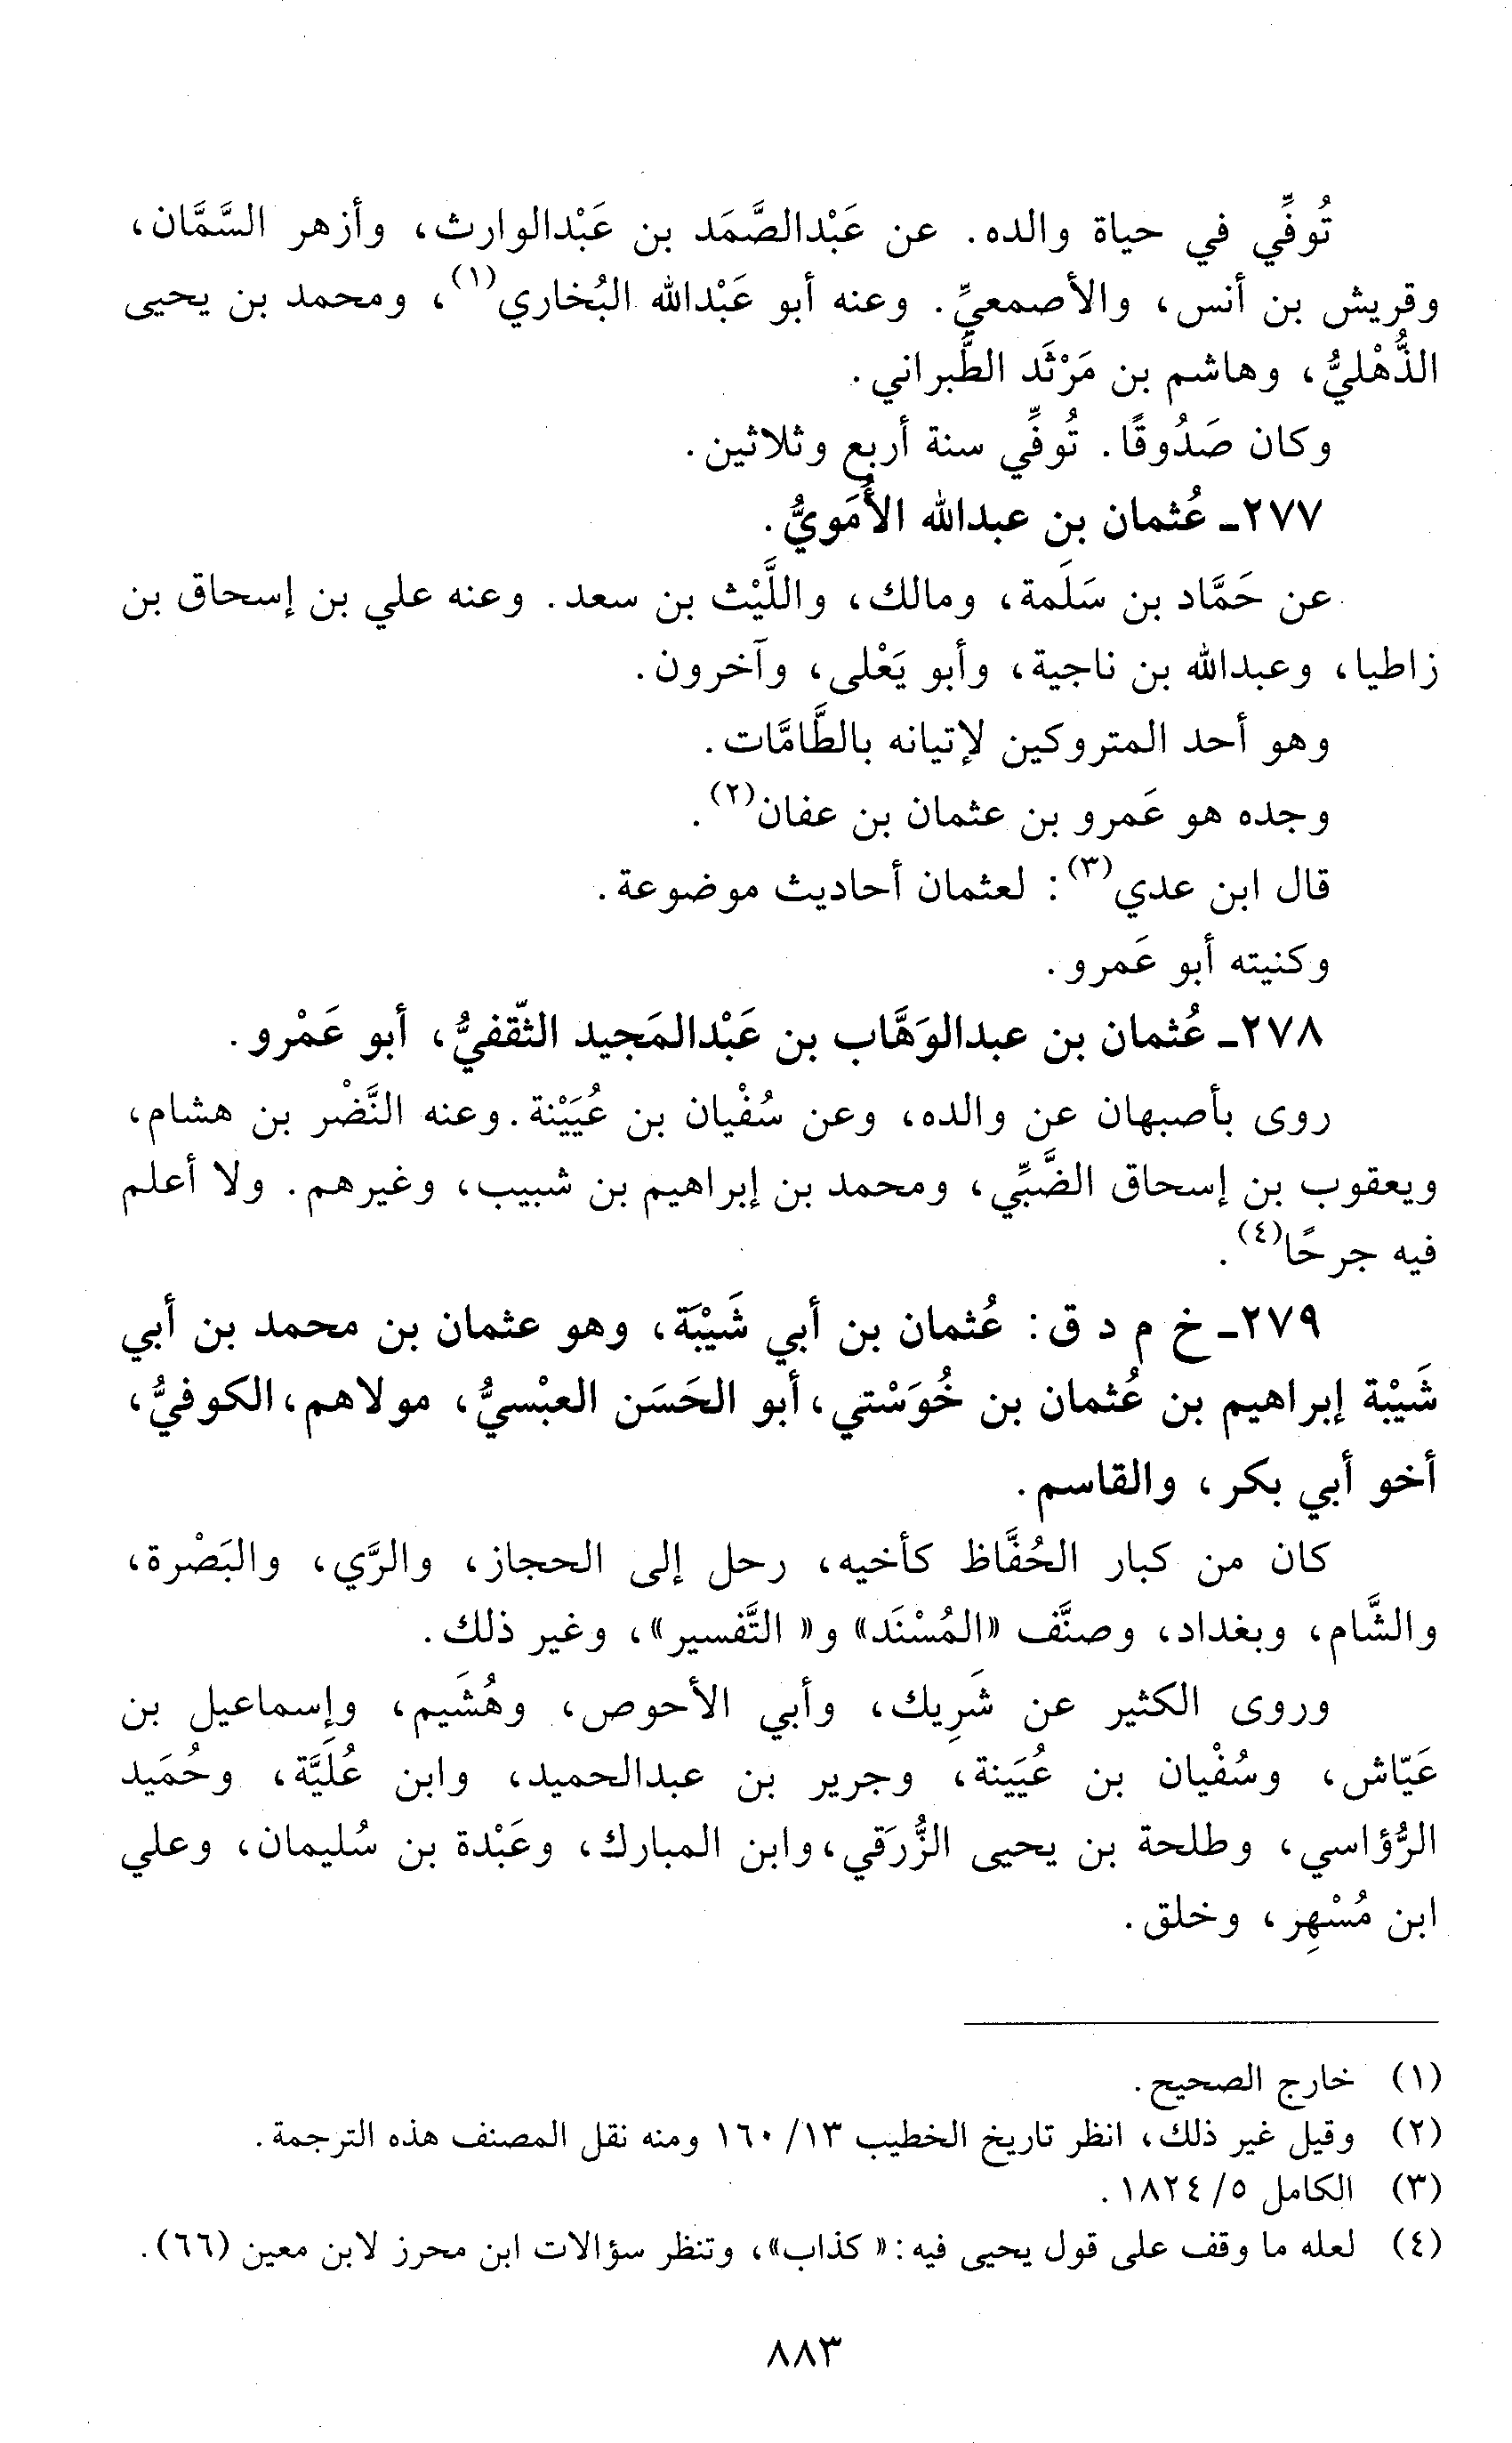 تُوفِّي في حياة والده. عن عَبْدالصَّمَد بن عَبْدالوارث، وأزهر السَّمَّان،
وقريش بن أنس، والأصمعيِّ. وعنه أبو عَبْدالله البُخاري(١)، ومحمد بن يحيى
الذُّهْليُّ، وهاشم بن مَرْثَد الطَّبراني.
وكان صَدُوقًا. تُوفِّي سنة أربع وثلاثين.
٢٧٧ـ عُثمان بن عبدالله الأُمَويُّ.
عن حَمَّاد بن سَلَمة، ومالك، واللَّيْث بن سعد. وعنه علي بن إسحاق بن
زاطيا، وعبدالله بن ناجية، وأبو يَعْلى، وآخرون.
وهو أحد المتروكين لإتيانه بالطَّامَّات.
وجده هو عَمرو بن عثمان بن عفان(٢).
قال ابن عدي(٣): لعثمان أحاديث موضوعة.
وكنيته أبو عَمرو.
٢٧٨ـ عُثمان بن عبدالوَهَّاب بن عَبْدالمَجيد الثّقفيُّ، أبو عَمْرو.
روى بأصبهان عن والده، وعن سُفْيان بن عُيَيْنة. وعنه النَّضْر بن هشام،
ويعقوب بن إسحاق الضَّبِّي، ومحمد بن إبراهيم بن شبيب، وغيرهم. ولا أعلم
فيه جرحًا(٤).
٢٧٩ـ خ م د ق: عُثمان بن أبي شَيْبَة، وهو عثمان بن محمد بن أبي
شَيْبْة إبراهيم بن عُثمان بن خُوَسْتي، أبو الحَسَن العبْسيُّ، مولاهم، الكوفيُّ،
أخو أبي بكر، والقاسم.
كان من كبار الحُفَّاظ كأخيه، رحل إلى الحجاز، والرَّي، والبَصْرة،
والشَّام، وبغداد، وصنَّف «المُسْنَد» و« التَّفسير»، وغير ذلك.
وروى الكثير عن شَرِيك، وأبي الأحوص، وهُشَيم، وإسماعيل بن
عَيّاش، وسُفْيان بن عُيَينة، وجرير بن عبدالحميد، وابن عُلَيَّة، وحُمَيد
الرُّؤاسي، وطلحة بن يحيى الزُّرَقي، وابن المبارك، وعَبْدة بن سُليمان، وعلي
ابن مُسْهِر، وخلق.
(١) خارج الصحيح.
(٢) وقيل غير ذلك، انظر تاريخ الخطيب ١٣/ ١٦٠ ومنه نقل المصنف هذه الترجمة.
(٣) الكامل ٥/ ١٨٢٤.
(٤) لعله ما وقف على قول يحيى فيه: « كذاب»، وتنظر سؤالات ابن محرز لابن معين (٦٦).
٨٨٣